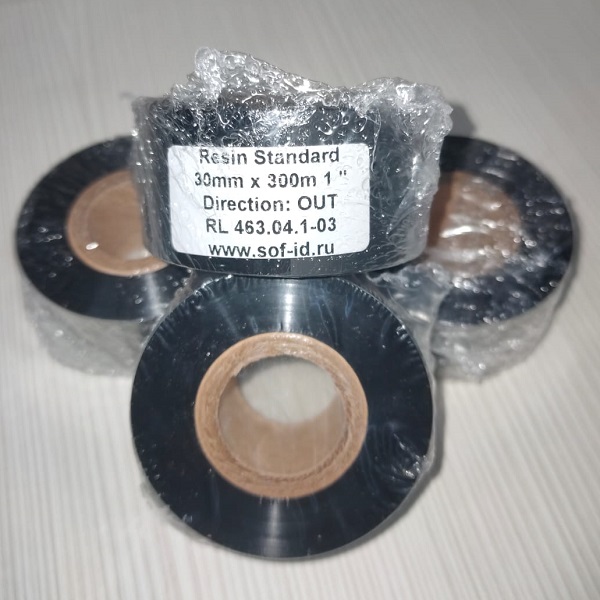 Resin Standard
30mm x 300m 1 "
Direction: OUT
RL 463.04.1-03
www.sof-id.ru